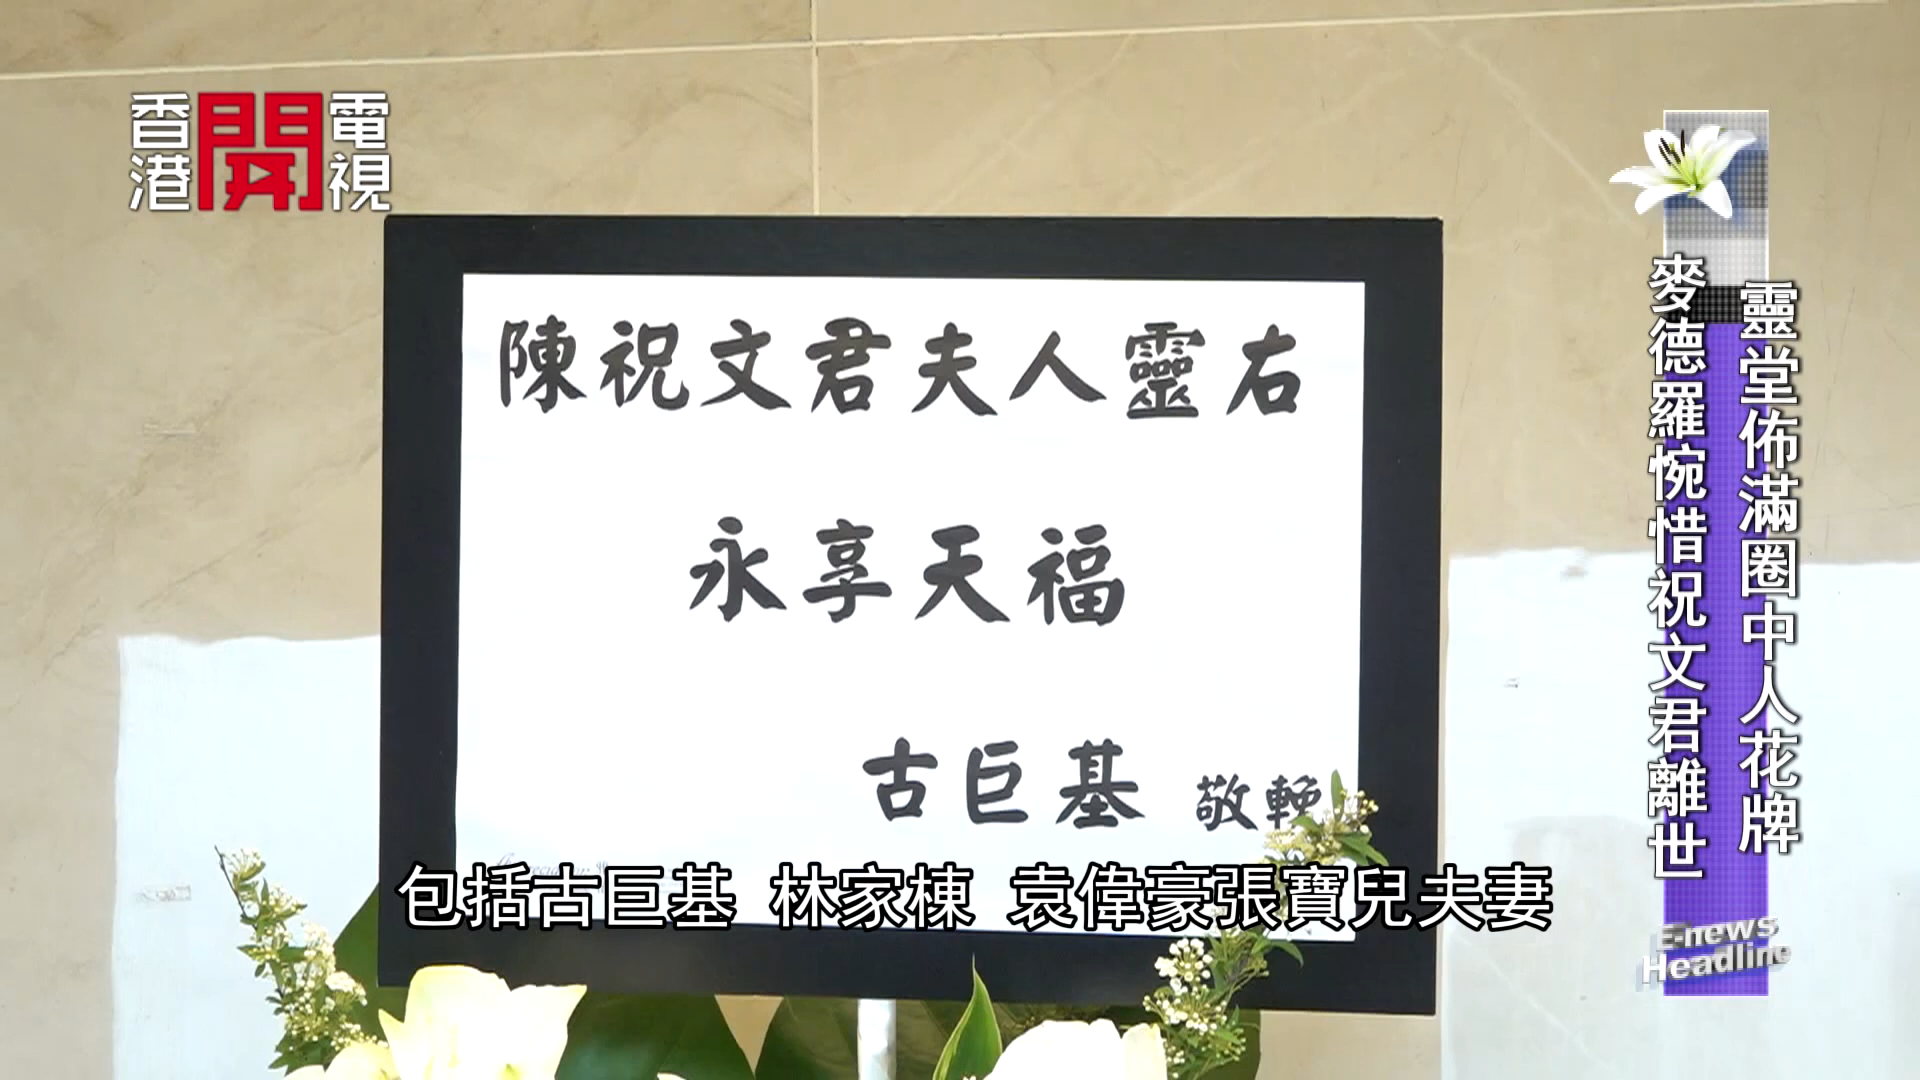 香港開電視
陳祝文君夫人靈右
永享天福
古巨基 敬輓
包括古巨基 林家棟 袁偉豪張寶兒夫妻
靈堂佈滿圈中人花牌
麥德羅惋惜祝文君離世
E-news
Headline